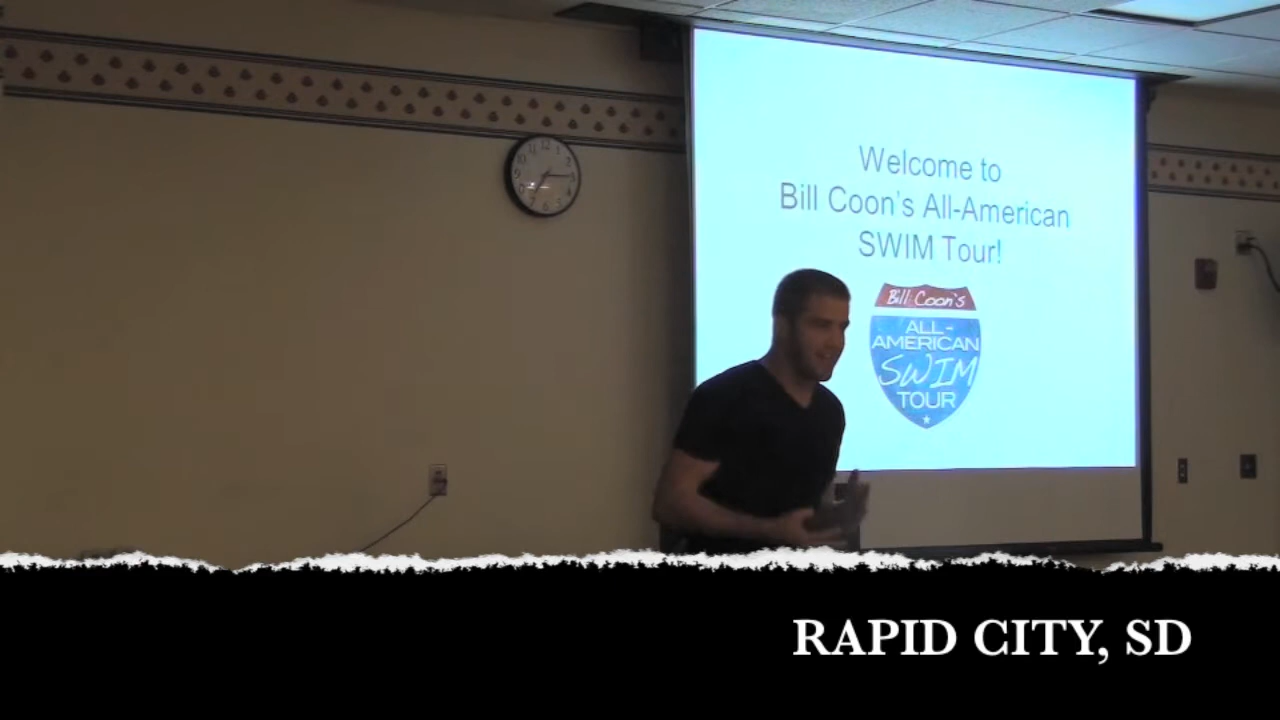 Welcome to
Bill Coon's All-American
SWIM Tour!
Bill Coon's
ALL-
AMERICAN
SWIM
TOUR
RAPID CITY, SD